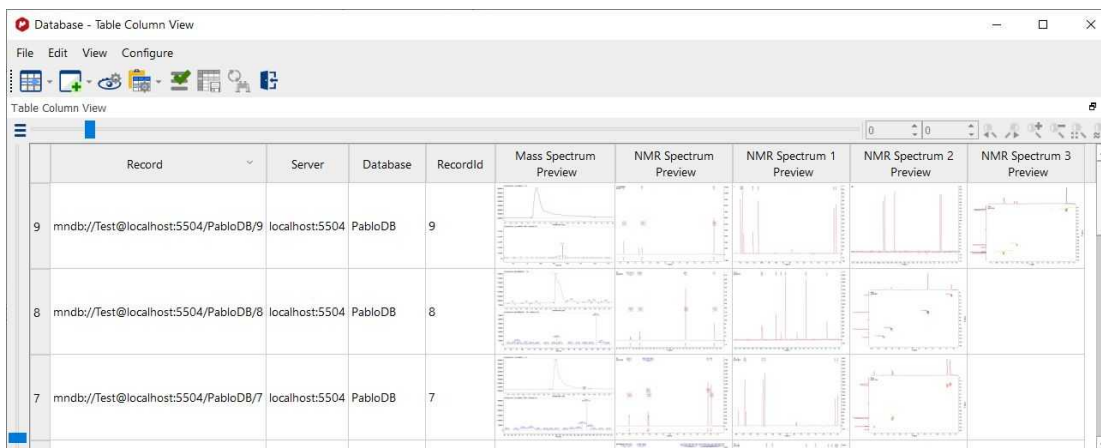 Database - Table Column View
File Edit View Configure
Table Column View
0 0
Record Server Database RecordId Mass Spectrum Preview NMR Spectrum Preview NMR Spectrum 1 Preview NMR Spectrum 2 Preview NMR Spectrum 3 Preview
9 mndb://Test@localhost:5504/PabloDB/9 localhost:5504 PabloDB 9
8 mndb://Test@localhost:5504/PabloDB/8 localhost:5504 PabloDB 8
7 mndb://Test@localhost:5504/PabloDB/7 localhost:5504 PabloDB 7